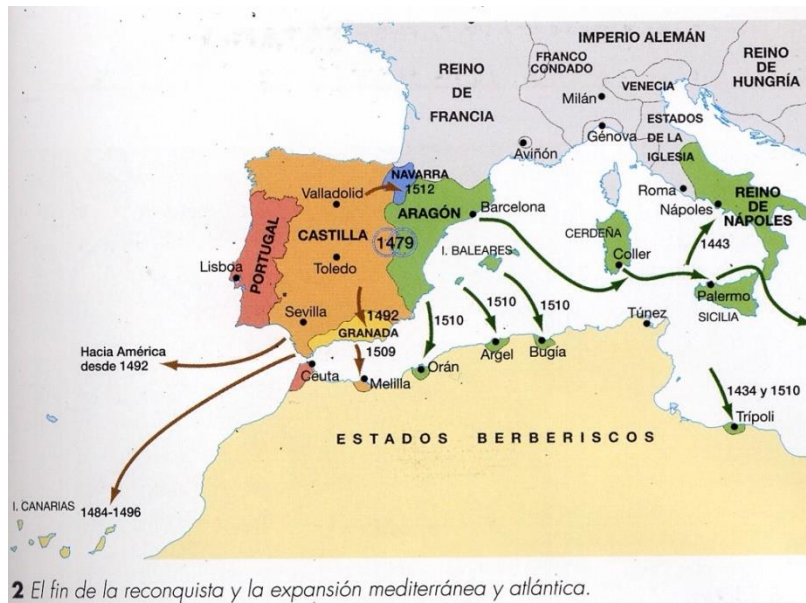 IMPERIO ALEMÁN
REINO
DE
HUNGRÍA
FRANCO
CONDADO
REINO
DE
FRANCIA
VENECIA
Milán
Génova
ESTADOS
DE LA
IGLESIA
Aviñón
NAVARRA
1512
Valladolid
ARAGÓN
Barcelona
Roma
Nápoles
REINO
DE
NÁPOLES
CASTILLA
1479
PORTUGAL
I. BALEARES
CERDEÑA
Coller
1443
Lisboa
Toledo
Palermo
SICILIA
Sevilla
1492
GRANADA
1510
1510
1510
Túnez
1509
Hacia América
desde 1492
Ceuta
Melilla
Orán
Argel
Bugía
1434 y 1510
Trípoli
ESTADOS BERBERISCOS
I. CANARIAS
1484-1496
2 El fin de la reconquista y la expansión mediterránea y atlántica.